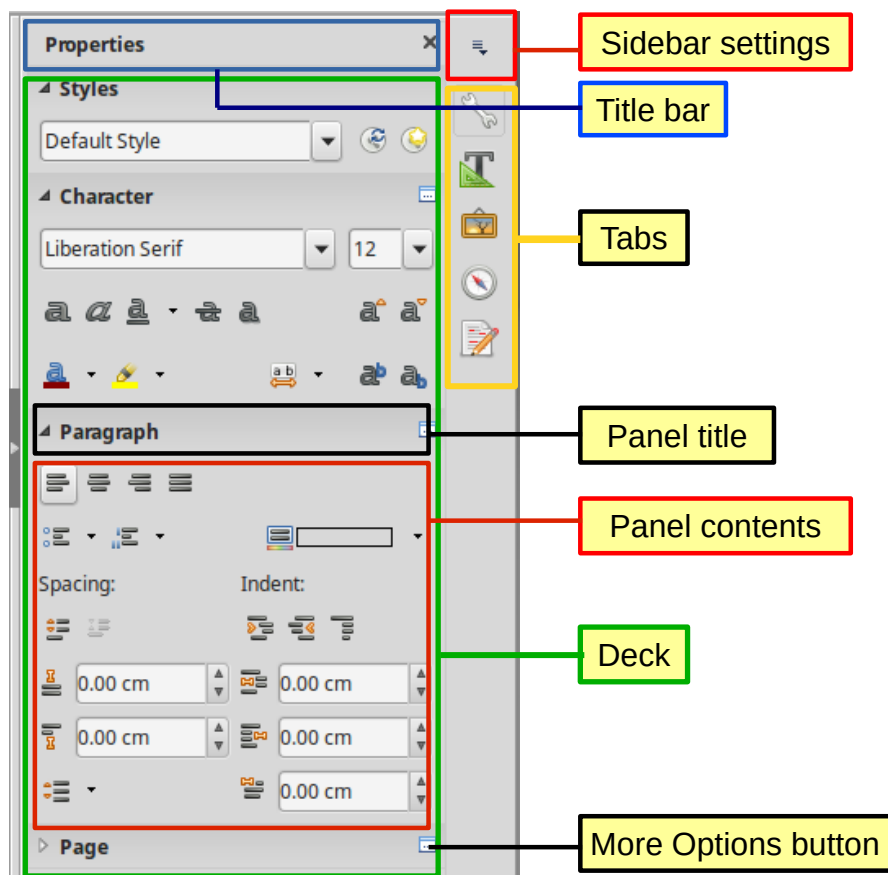 Properties
Sidebar settings
Styles
Title bar
Default Style
Character
Liberation Serif
12
Tabs
a a a a a a a
a a b a b a b
Paragraph
Panel title
Panel contents
Spacing:
Indent:
Deck
0.00 cm
0.00 cm
0.00 cm
0.00 cm
0.00 cm
Page
More Options button